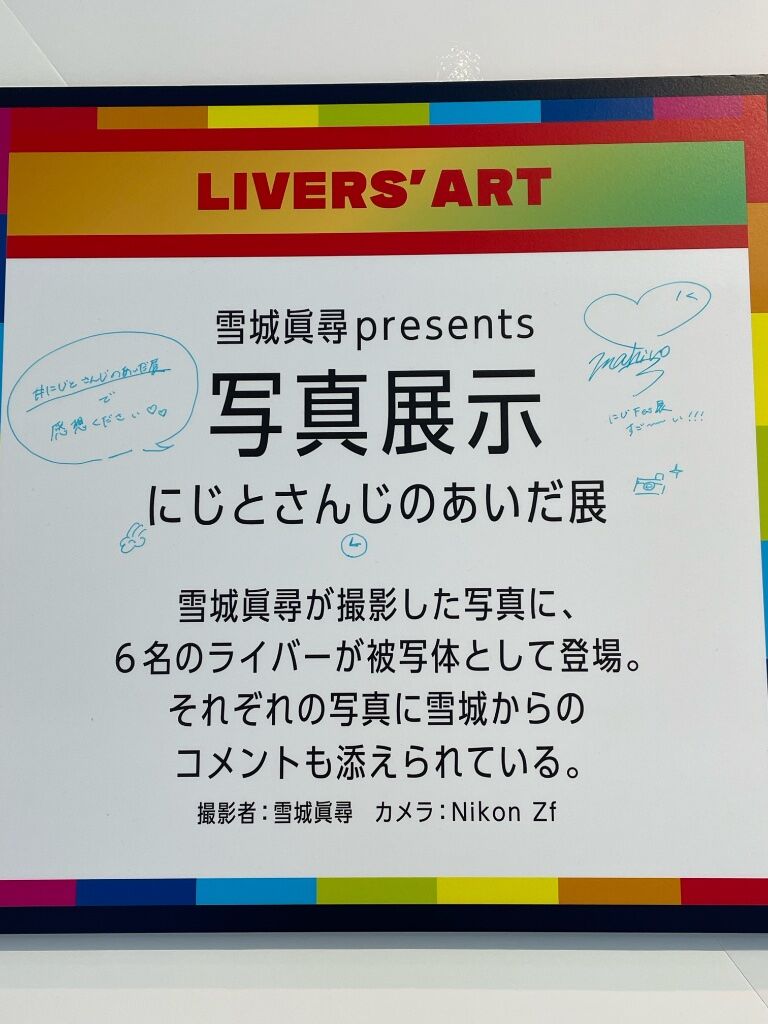 LIVERS'ART
雪城眞尋presents
写真展示
にじとさんじのあいだ展
#にじとさんじのあいだ展
で
感想ください♡♡
mahiro
にじFes展
すご〜い!!!
雪城眞尋が撮影した写真に、
6名のライバーが被写体として登場。
それぞれの写真に雪城からの
コメントも添えられている。
撮影者：雪城眞尋　カメラ：Nikon Zf